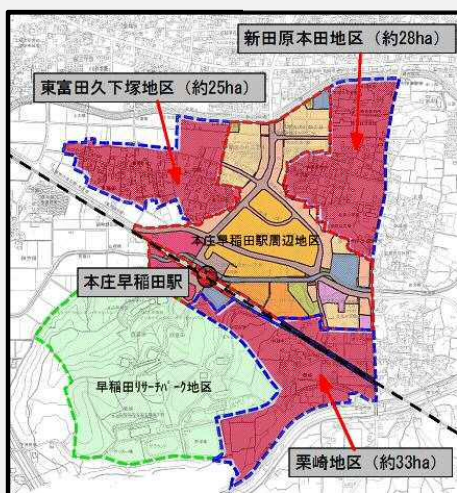 新田原本田地区（約28ha）
東富田久下塚地区（約25ha）
本庄早稲田駅周辺地区
本庄早稲田駅
早稲田リサーチパーク地区
栗崎地区（約33ha）